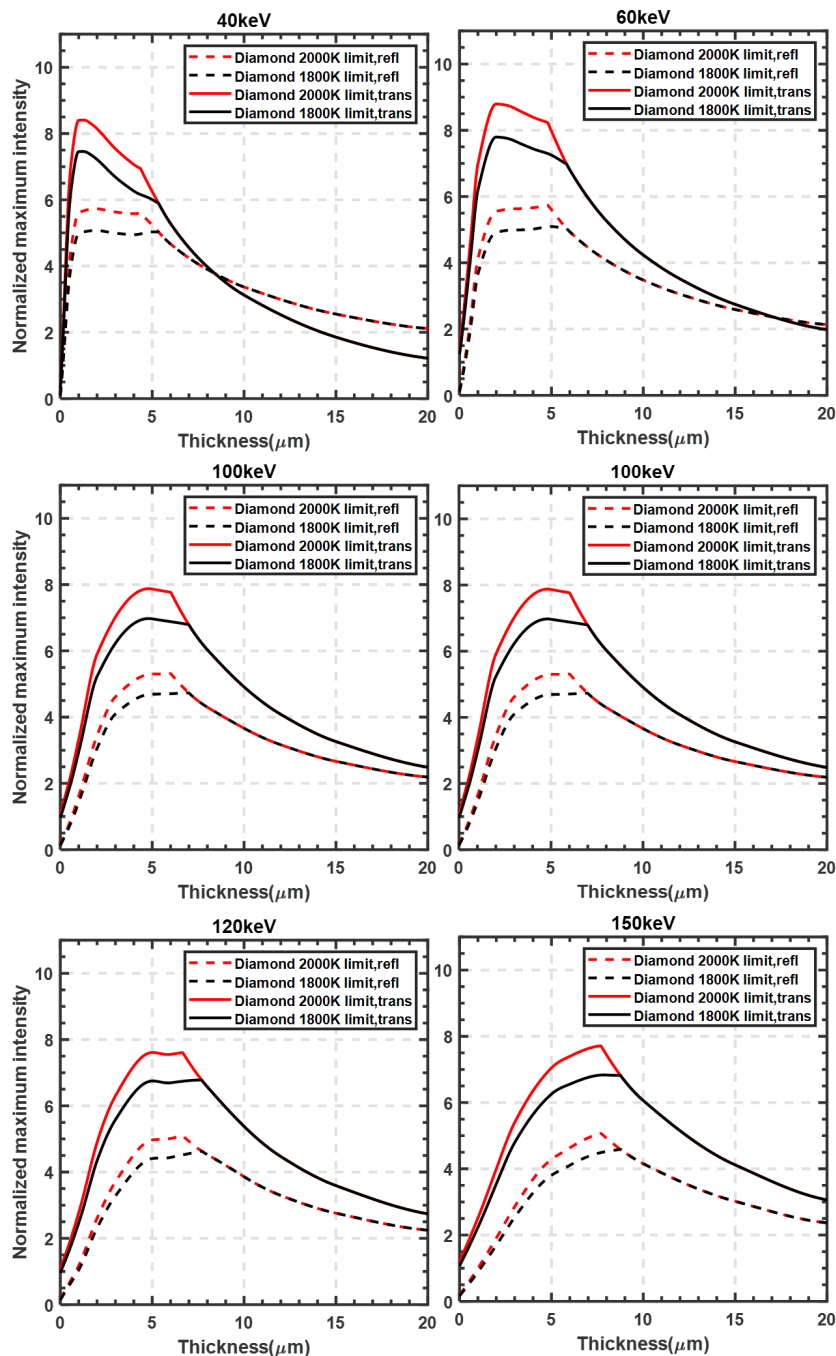 40keV
Normalized maximum intensity
10
8
6
4
2
0
Diamond 2000K limit,refl
Diamond 1800K limit,refl
Diamond 2000K limit,trans
Diamond 1800K limit,trans
0 5 10 15 20
Thickness(μm)
60keV
10
8
6
4
2
0
Diamond 2000K limit,refl
Diamond 1800K limit,refl
Diamond 2000K limit,trans
Diamond 1800K limit,trans
0 5 10 15 20
Thickness(μm)
100keV
Normalized maximum intensity
10
8
6
4
2
0
Diamond 2000K limit,refl
Diamond 1800K limit,refl
Diamond 2000K limit,trans
Diamond 1800K limit,trans
0 5 10 15 20
Thickness(μm)
100keV
10
8
6
4
2
0
Diamond 2000K limit,refl
Diamond 1800K limit,refl
Diamond 2000K limit,trans
Diamond 1800K limit,trans
0 5 10 15 20
Thickness(μm)
120keV
Normalized maximum intensity
10
8
6
4
2
0
Diamond 2000K limit,refl
Diamond 1800K limit,refl
Diamond 2000K limit,trans
Diamond 1800K limit,trans
0 5 10 15 20
Thickness(μm)
150keV
10
8
6
4
2
0
Diamond 2000K limit,refl
Diamond 1800K limit,refl
Diamond 2000K limit,trans
Diamond 1800K limit,trans
0 5 10 15 20
Thickness(μm)